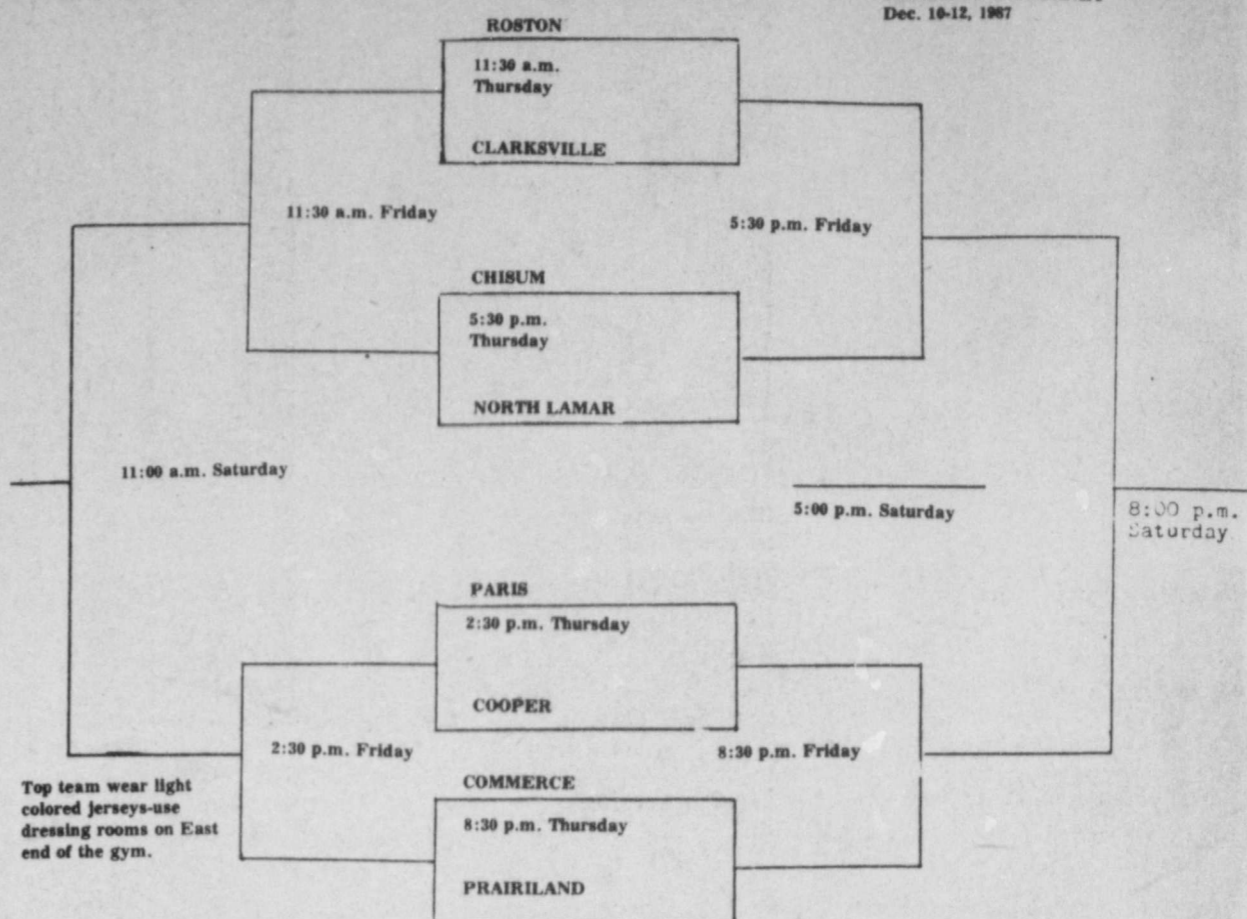 Dec. 10-12, 1987
ROSTON
11:30 a.m.
Thursday
CLARKSVILLE
11:30 a.m. Friday
5:30 p.m. Friday
CHISUM
5:30 p.m.
Thursday
NORTH LAMAR
11:00 a.m. Saturday
5:00 p.m. Saturday
8:00 p.m.
Saturday
PARIS
2:30 p.m. Thursday
COOPER
2:30 p.m. Friday
8:30 p.m. Friday
COMMERCE
8:30 p.m. Thursday
PRAIRILAND
Top team wear light
colored jerseys-use
dressing rooms on East
end of the gym.